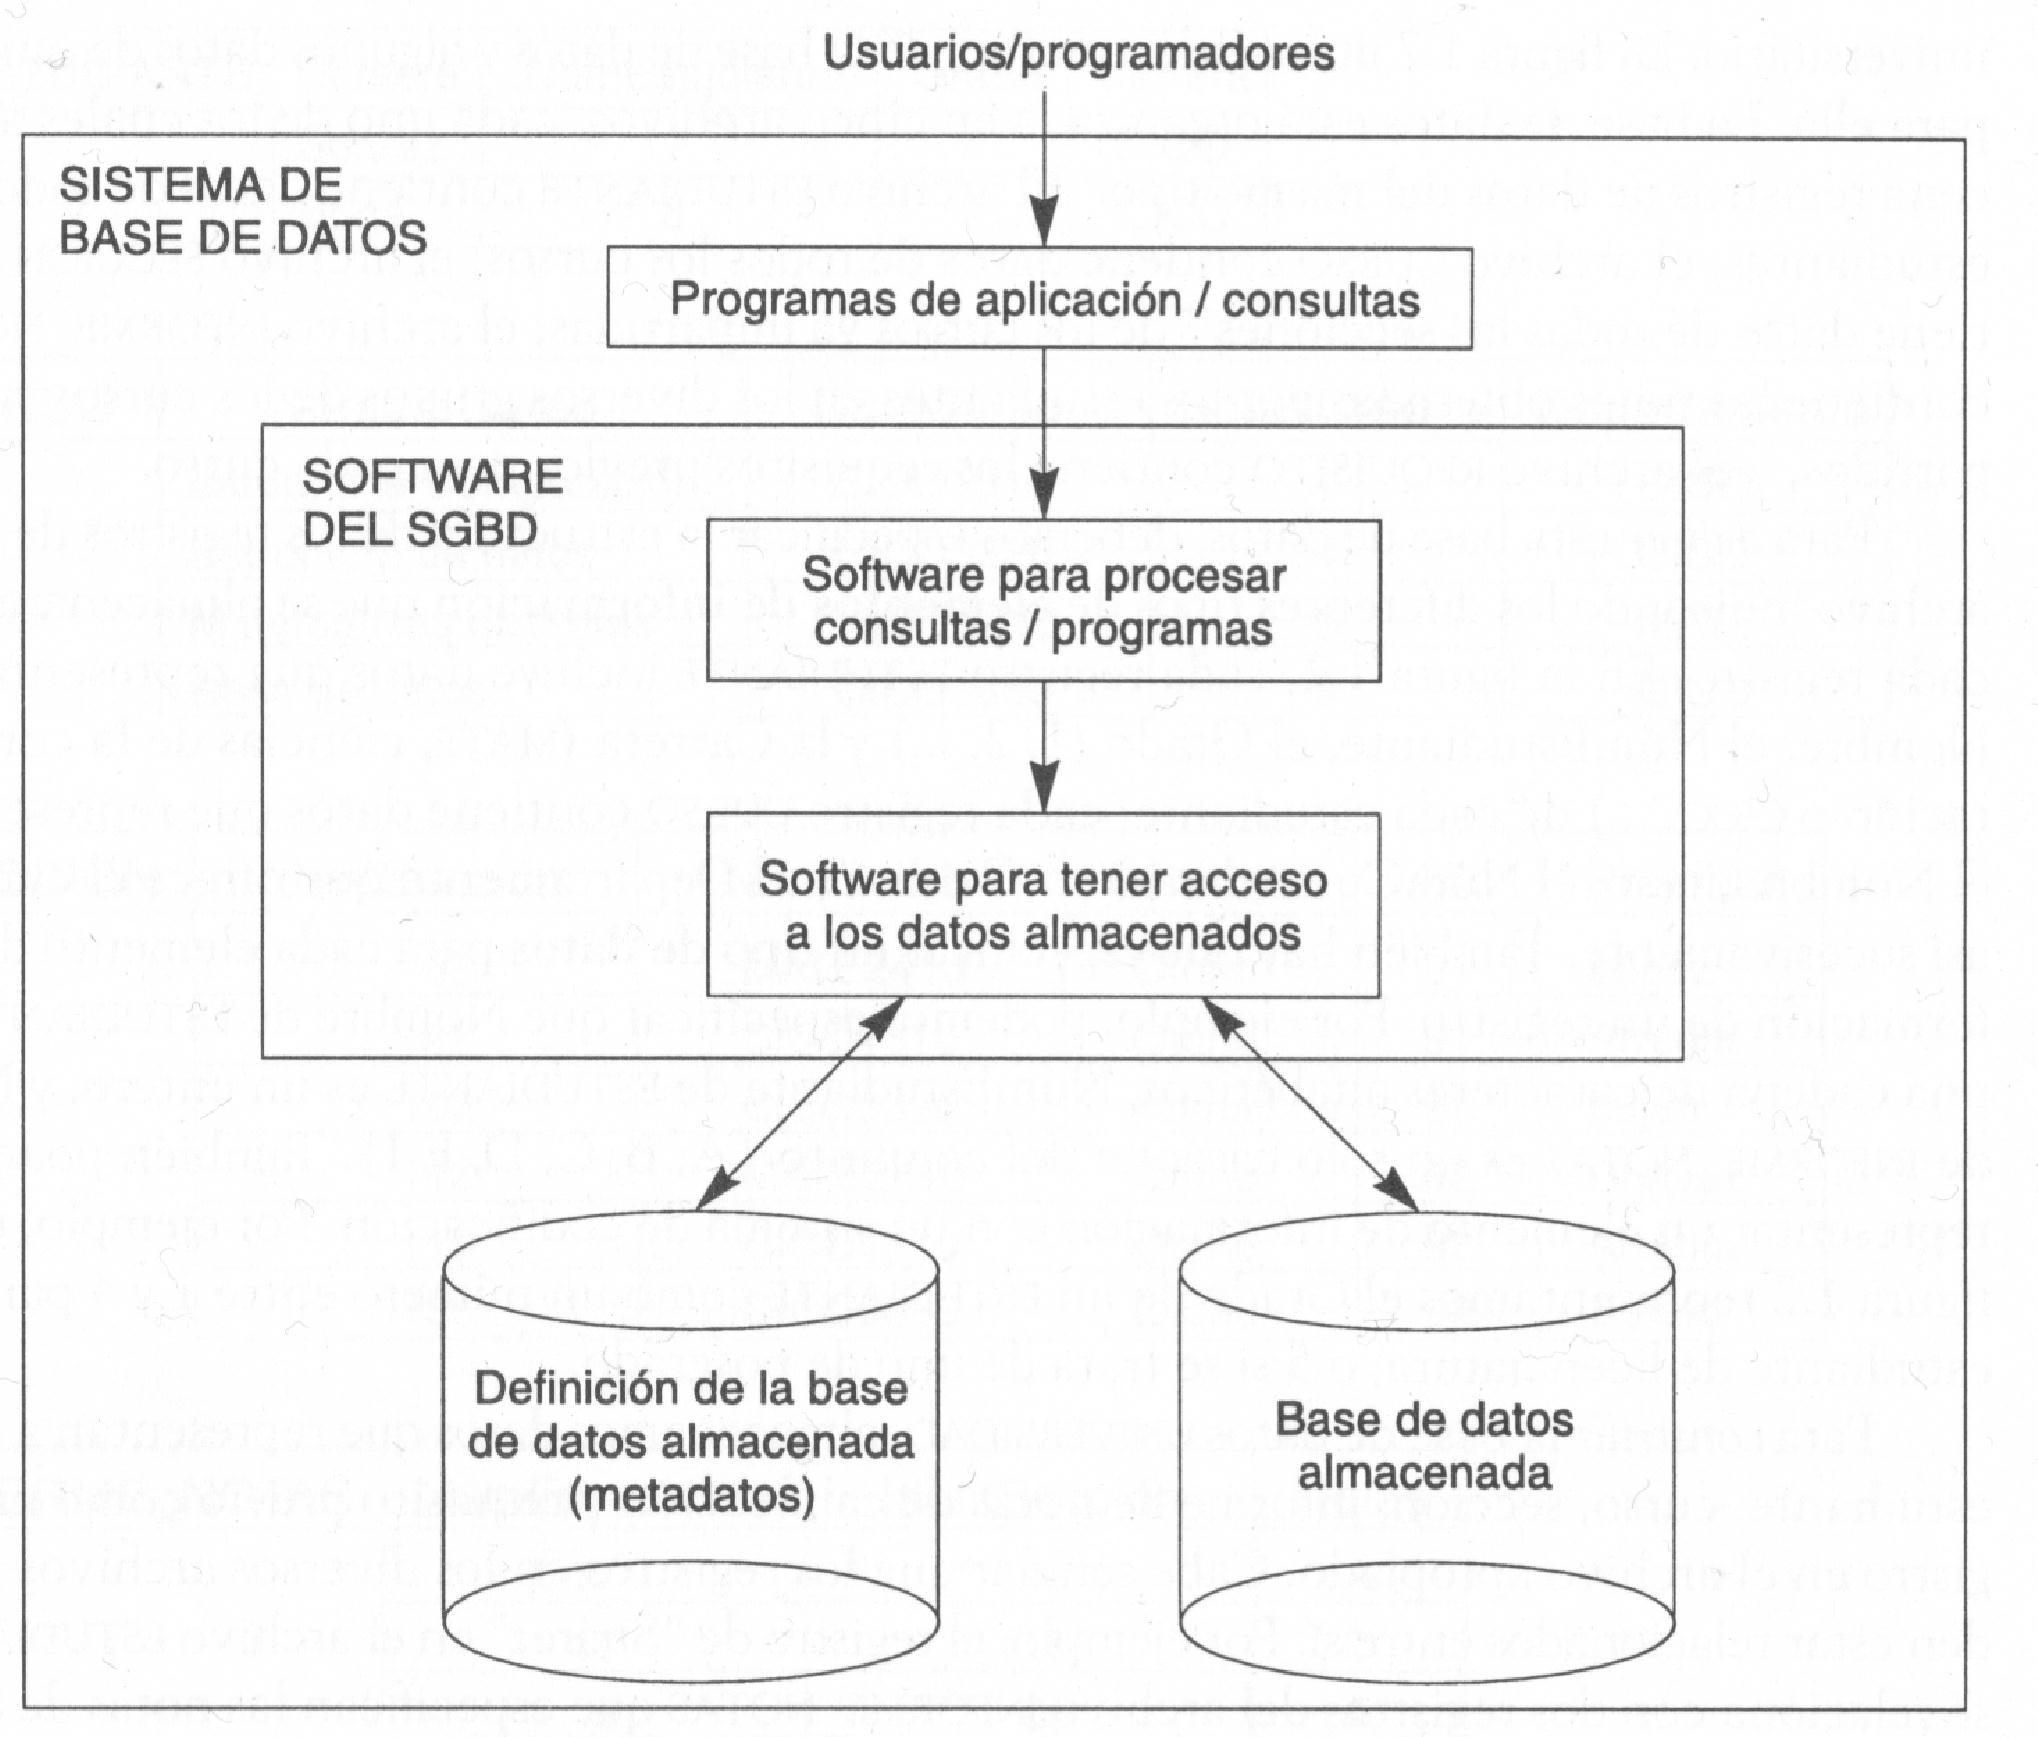 Usuarios/programadores
SISTEMA DE
BASE DE DATOS
Programas de aplicación / consultas
SOFTWARE
DEL SGBD
Software para procesar
consultas / programas
Software para tener acceso
a los datos almacenados
Definición de la base
de datos almacenada
(metadatos)
Base de datos
almacenada